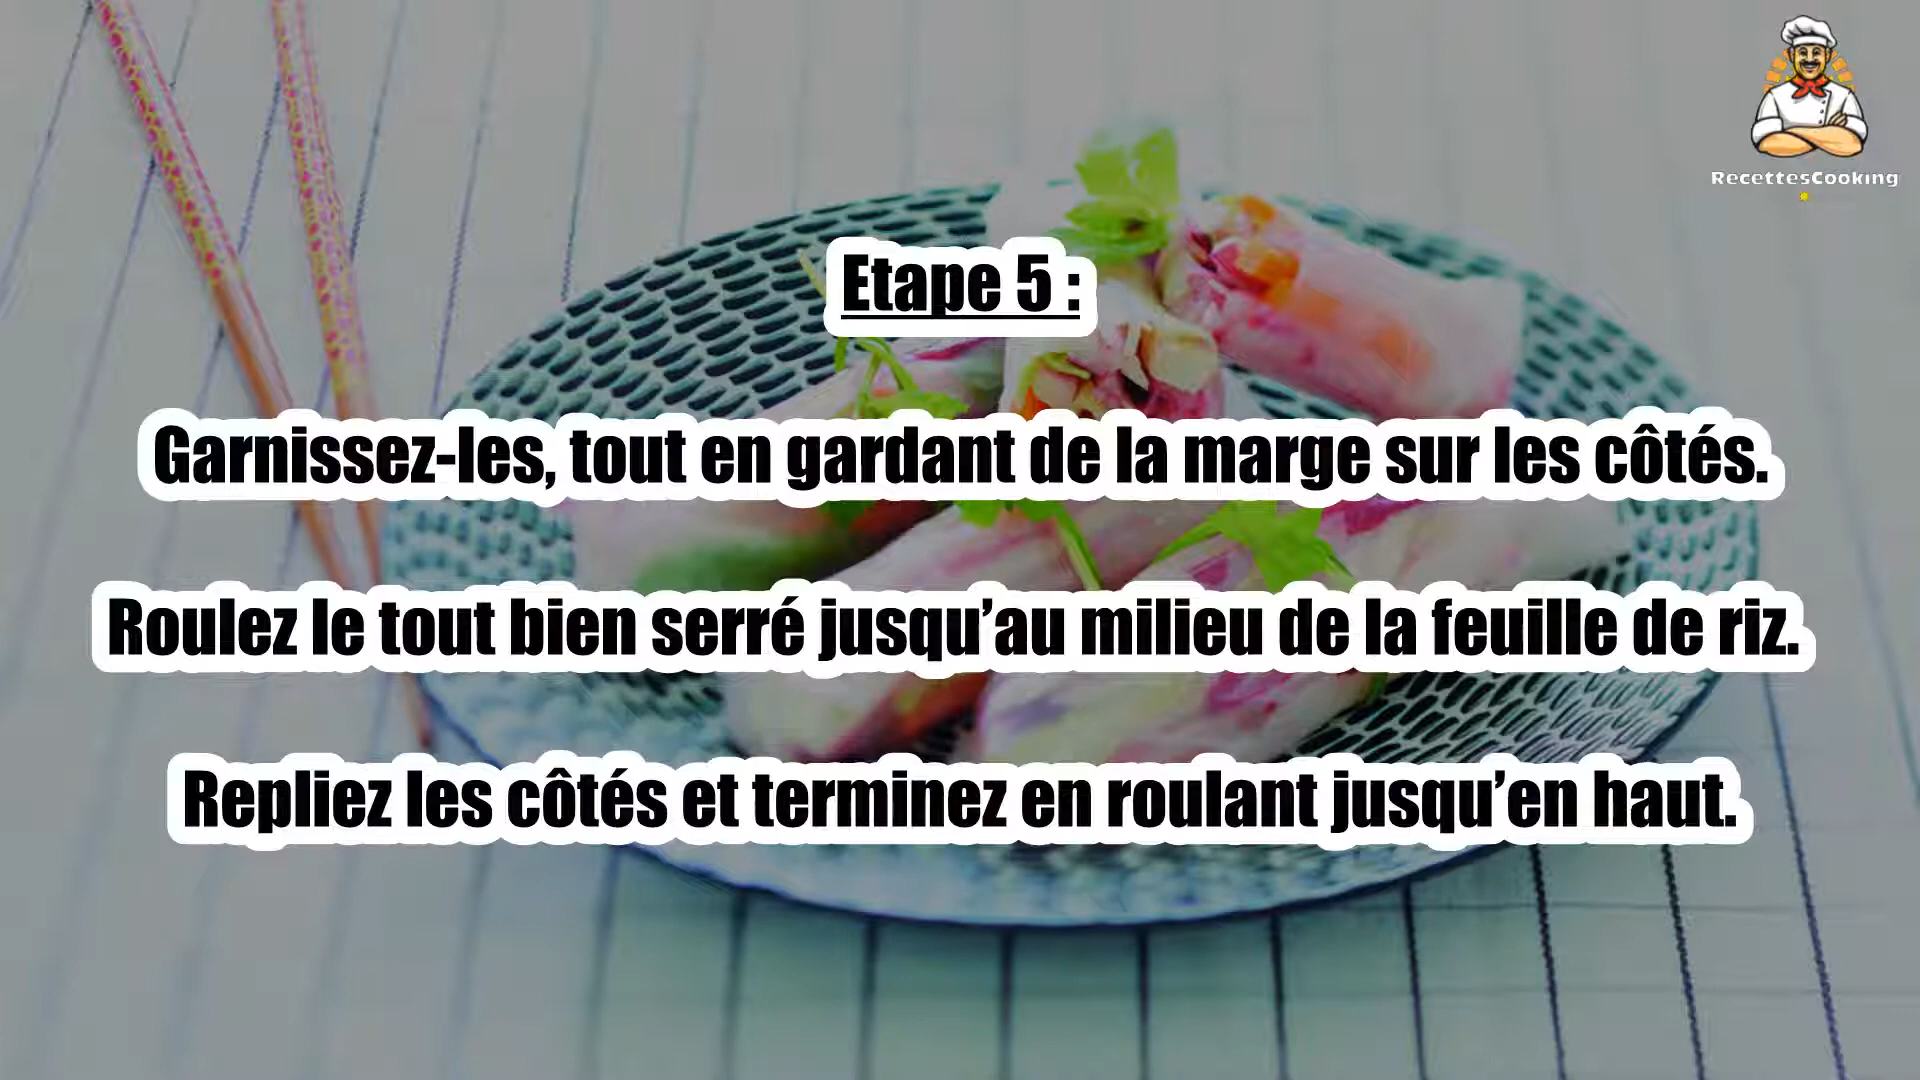 RecettesCooking
Etape 5 :
Garnissez-les, tout en gardant de la marge sur les côtés.
Roulez le tout bien serré jusqu’au milieu de la feuille de riz.
Repliez les côtés et terminez en roulant jusqu’en haut.